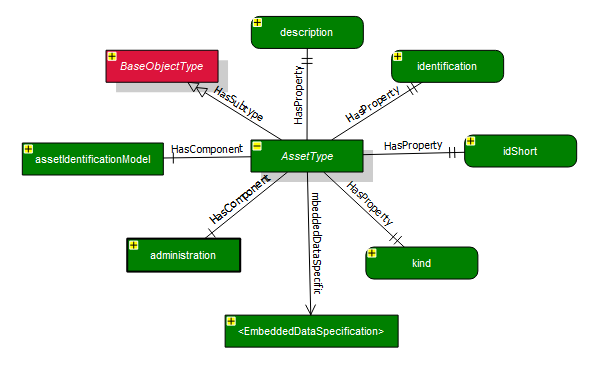 description
BaseObjectType
identification
HasSubtype
HasProperty
HasProperty
assetIdentificationModel
HasComponent
AssetType
HasProperty
idShort
HasComponent
mbeddedDataSpecific
HasProperty
administration
kind
<EmbeddedDataSpecification>